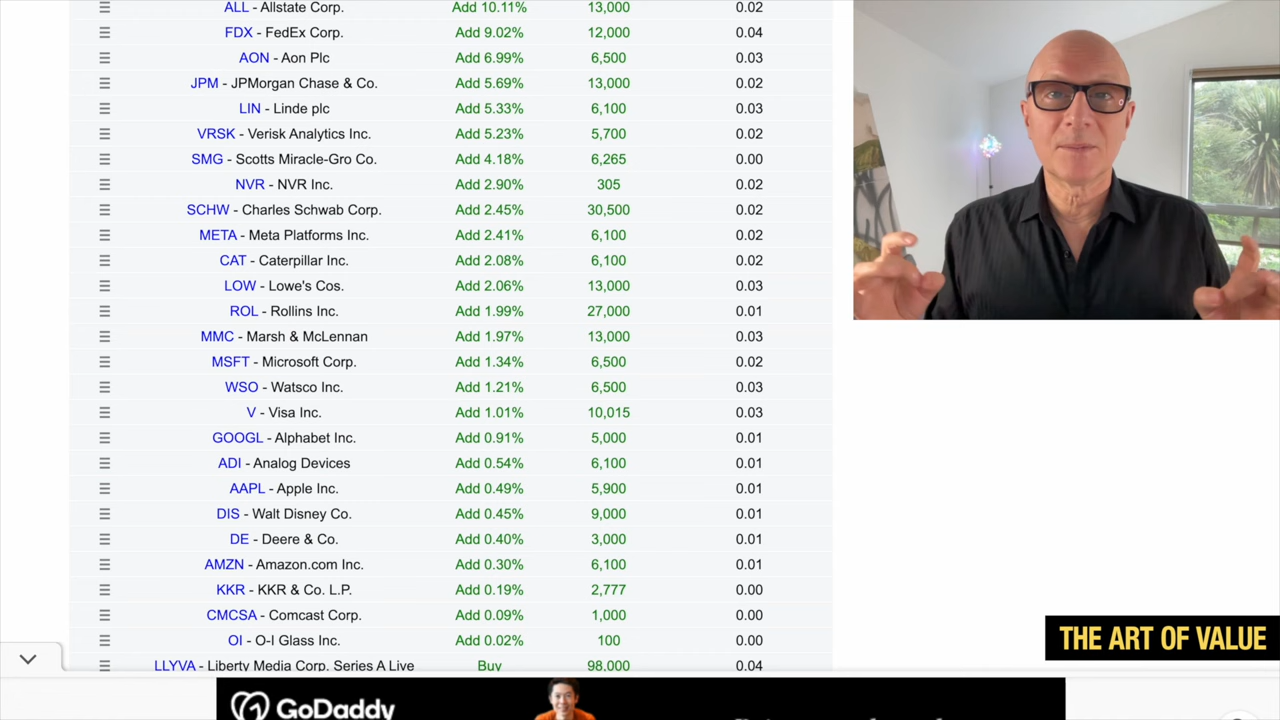 ALL - Allstate Corp. Add 10.11% 13,000 0.02
FDX - FedEx Corp. Add 9.02% 12,000 0.04
AON - Aon Plc Add 6.99% 6,500 0.03
JPM - JPMorgan Chase & Co. Add 5.69% 13,000 0.02
LIN - Linde plc Add 5.33% 6,100 0.03
VRSK - Verisk Analytics Inc. Add 5.23% 5,700 0.02
SMG - Scotts Miracle-Gro Co. Add 4.18% 6,265 0.00
NVR - NVR Inc. Add 2.90% 305 0.02
SCHW - Charles Schwab Corp. Add 2.45% 30,500 0.02
META - Meta Platforms Inc. Add 2.41% 6,100 0.02
CAT - Caterpillar Inc. Add 2.08% 6,100 0.02
LOW - Lowe's Cos. Add 2.06% 13,000 0.03
ROL - Rollins Inc. Add 1.99% 27,000 0.01
MMC - Marsh & McLennan Add 1.97% 13,000 0.03
MSFT - Microsoft Corp. Add 1.34% 6,500 0.02
WSO - Watsco Inc. Add 1.21% 6,500 0.03
V - Visa Inc. Add 1.01% 10,015 0.03
GOOGL - Alphabet Inc. Add 0.91% 5,000 0.01
ADI - Analog Devices Add 0.54% 6,100 0.01
AAPL - Apple Inc. Add 0.49% 5,900 0.01
DIS - Walt Disney Co. Add 0.45% 9,000 0.01
DE - Deere & Co. Add 0.40% 3,000 0.01
AMZN - Amazon.com Inc. Add 0.30% 6,100 0.01
KKR - KKR & Co. L.P. Add 0.19% 2,777 0.00
CMCSA - Comcast Corp. Add 0.09% 1,000 0.00
OI - O-I Glass Inc. Add 0.02% 100 0.00
LLYVA - Liberty Media Corp. Series A Live Buy 98,000 0.04
THE ART OF VALUE
GoDaddy